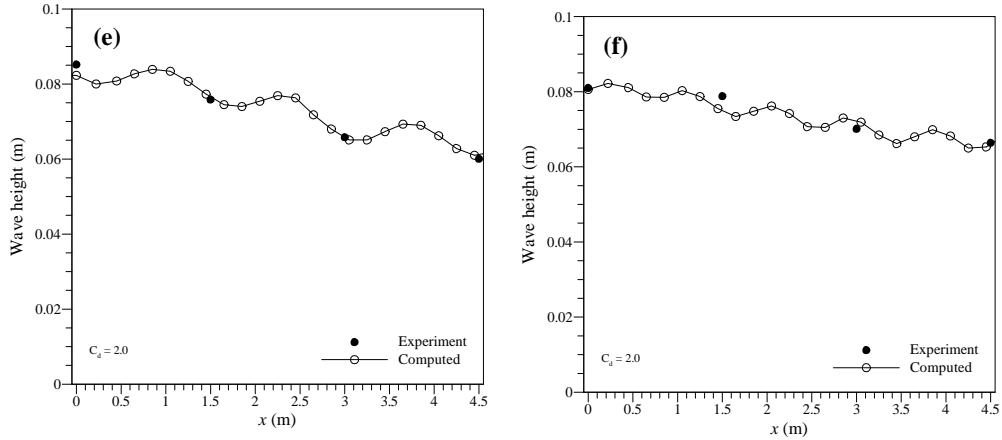 (e)
0.1
0.08
0.06
0.04
0.02
0
Wave height (m)
C_d = 2.0
Experiment
Computed
0 0.5 1 1.5 2 2.5 3 3.5 4 4.5
x (m)
(f)
0.1
0.08
0.06
0.04
0.02
0
Wave height (m)
C_d = 2.0
Experiment
Computed
0 0.5 1 1.5 2 2.5 3 3.5 4 4.5
x (m)